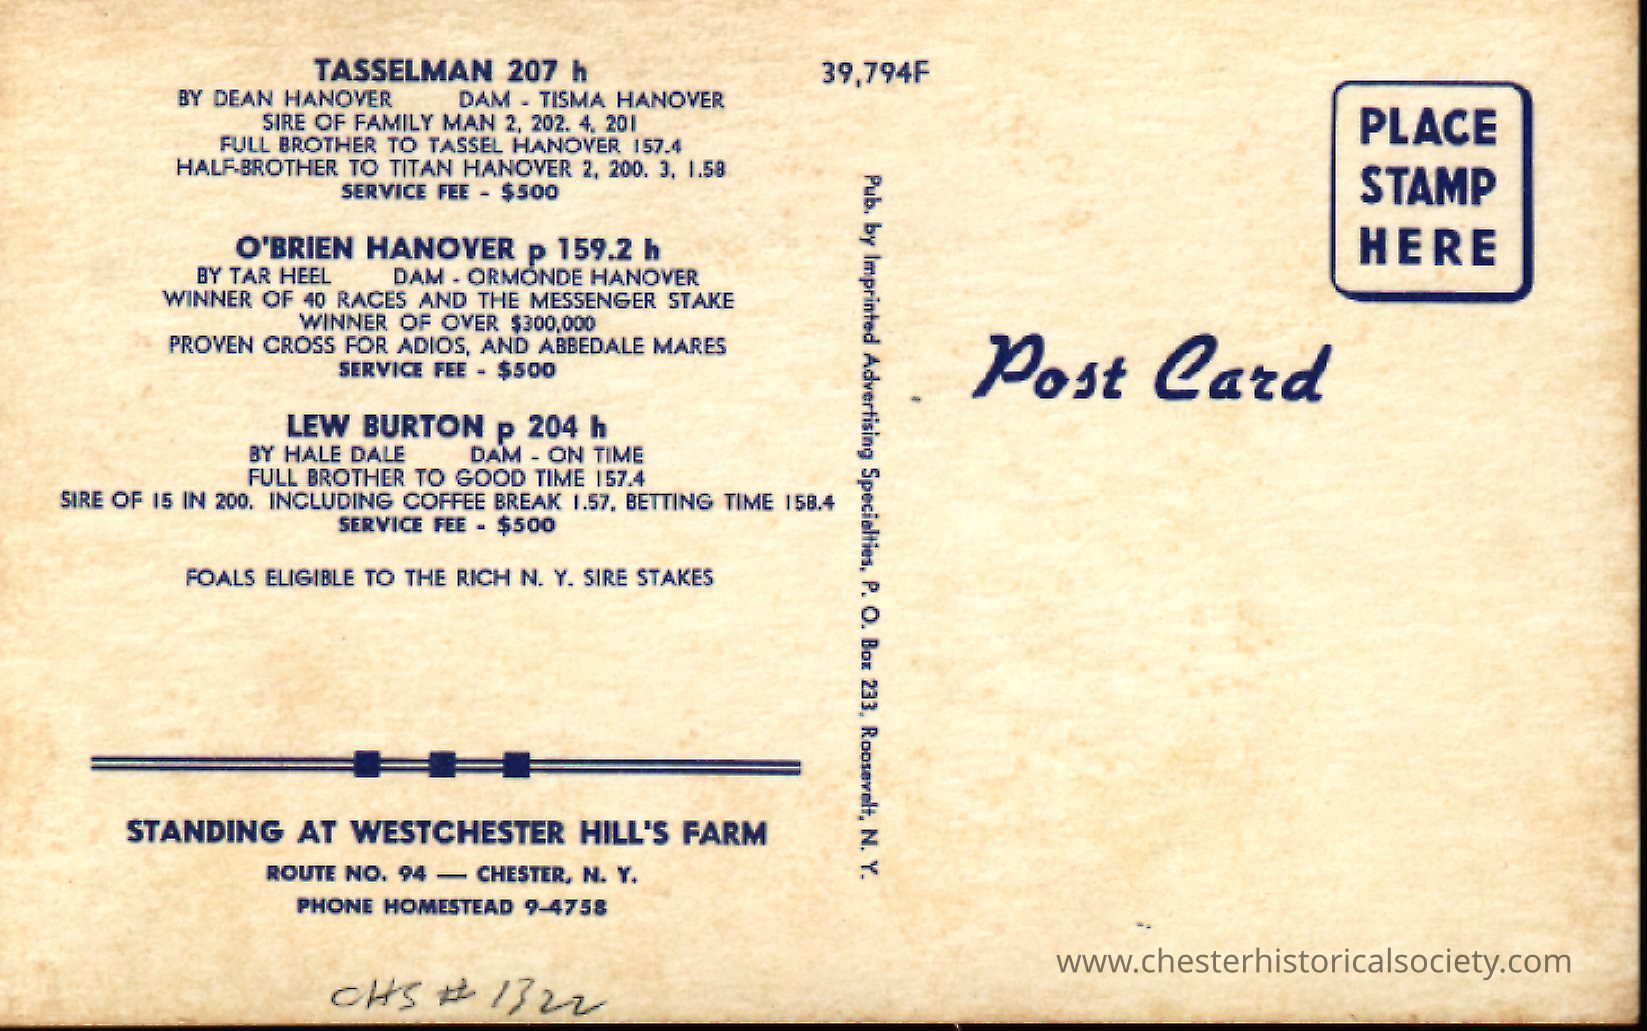 TASSELMAN 207 h
BY DEAN HANOVER DAM - TISMA HANOVER
SIRE OF FAMILY MAN 2, 202. 4, 201
FULL BROTHER TO TASSEL HANOVER 157.4
HALF-BROTHER TO TITAN HANOVER 2, 200. 3, 1.58
SERVICE FEE - $500
O'BRIEN HANOVER p 159.2 h
BY TAR HEEL DAM - ORMONDE HANOVER
WINNER OF 40 RACES AND THE MESSENGER STAKE
WINNER OF OVER $300,000
PROVEN CROSS FOR ADIOS, AND ABBEDALE MARES
SERVICE FEE - $500
LEW BURTON p 204 h
BY HALE DALE DAM - ON TIME
FULL BROTHER TO GOOD TIME 157.4
SIRE OF 15 IN 200. INCLUDING COFFEE BREAK 1.57, BETTING TIME 158.4
SERVICE FEE - $500
FOALS ELIGIBLE TO THE RICH N. Y. SIRE STAKES
STANDING AT WESTCHESTER HILL'S FARM
ROUTE NO. 94 — CHESTER, N. Y.
PHONE HOMESTEAD 9-4758
CHS # 1322
39,794F
Pub. by Imprinted Advertising Specialties, P. O. Box 233, Roosevelt, N. Y.
PLACE
STAMP
HERE
Post Card
www.chesterhistoricalsociety.com